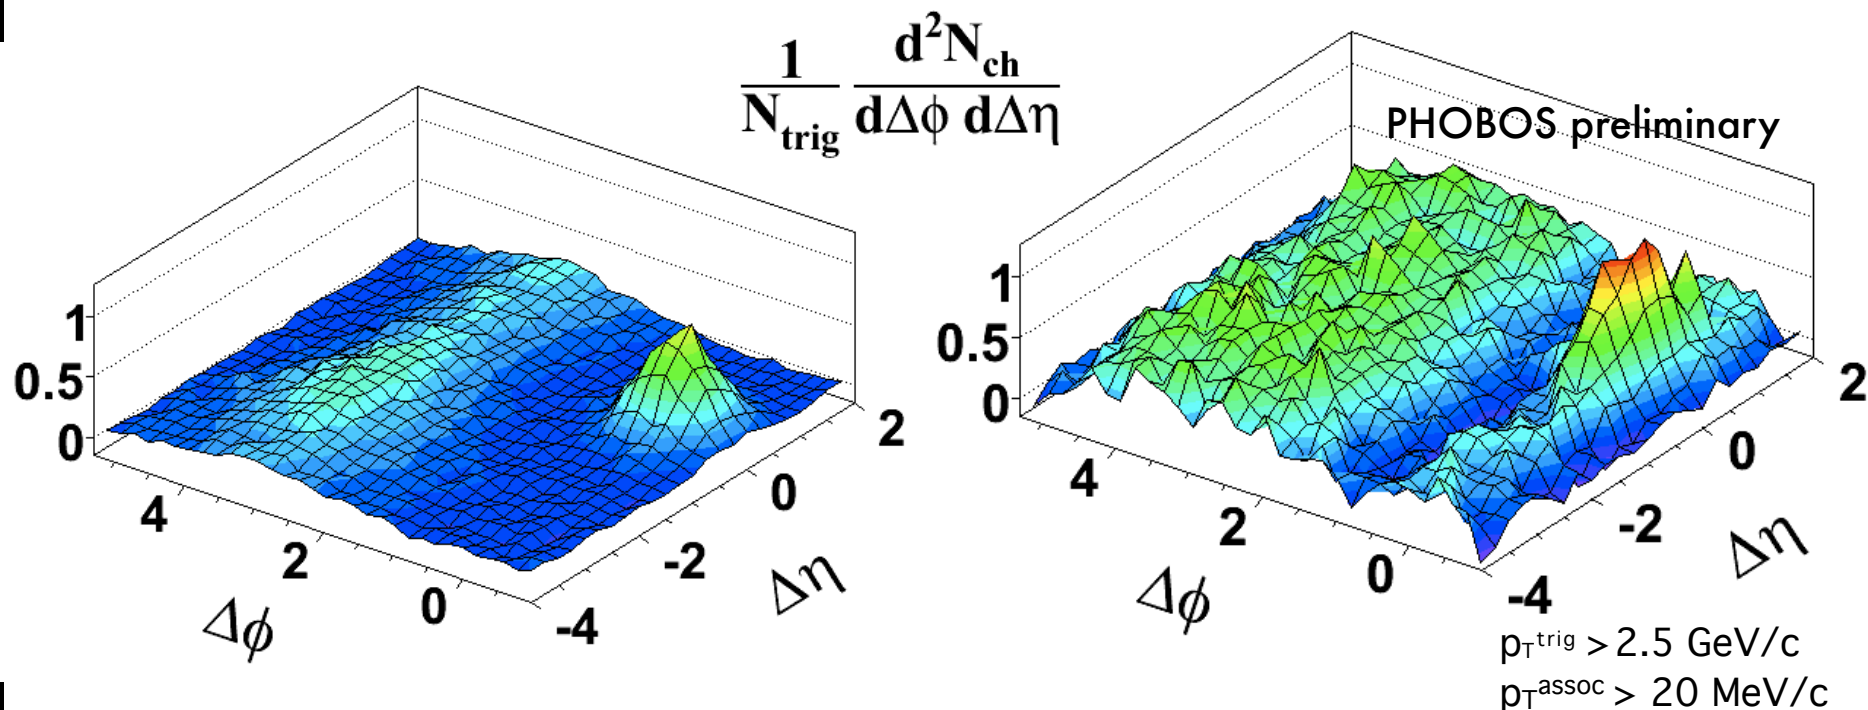 1 d²N_ch
N_trig dΔϕ dΔη
PHOBOS preliminary
1
0.5
0
4
2
0
Δϕ
-4
-2
0
2
Δη
1
0.5
0
4
2
0
Δϕ
-4
-2
0
2
Δη
p_T^trig > 2.5 GeV/c
p_T^assoc > 20 MeV/c